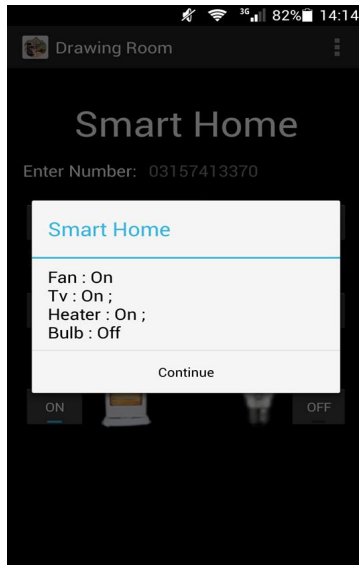 3G 82% 14:14
Drawing Room
Smart Home
Enter Number: 03157413370
Smart Home
Fan : On
Tv : On ;
Heater : On ;
Bulb : Off
Continue
ON OFF